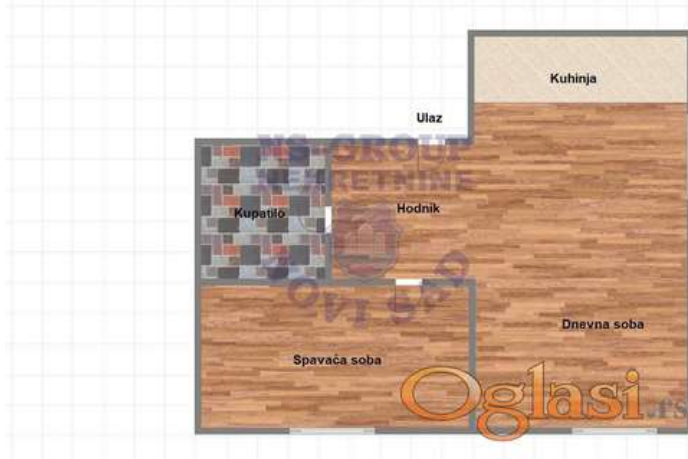 Kuhinja
Ulaz
NS-GROUP
NEKRETNINE
Kupatilo
Hodnik
NOVI SAD
Dnevna soba
Spavaća soba
Oglasi
.rs